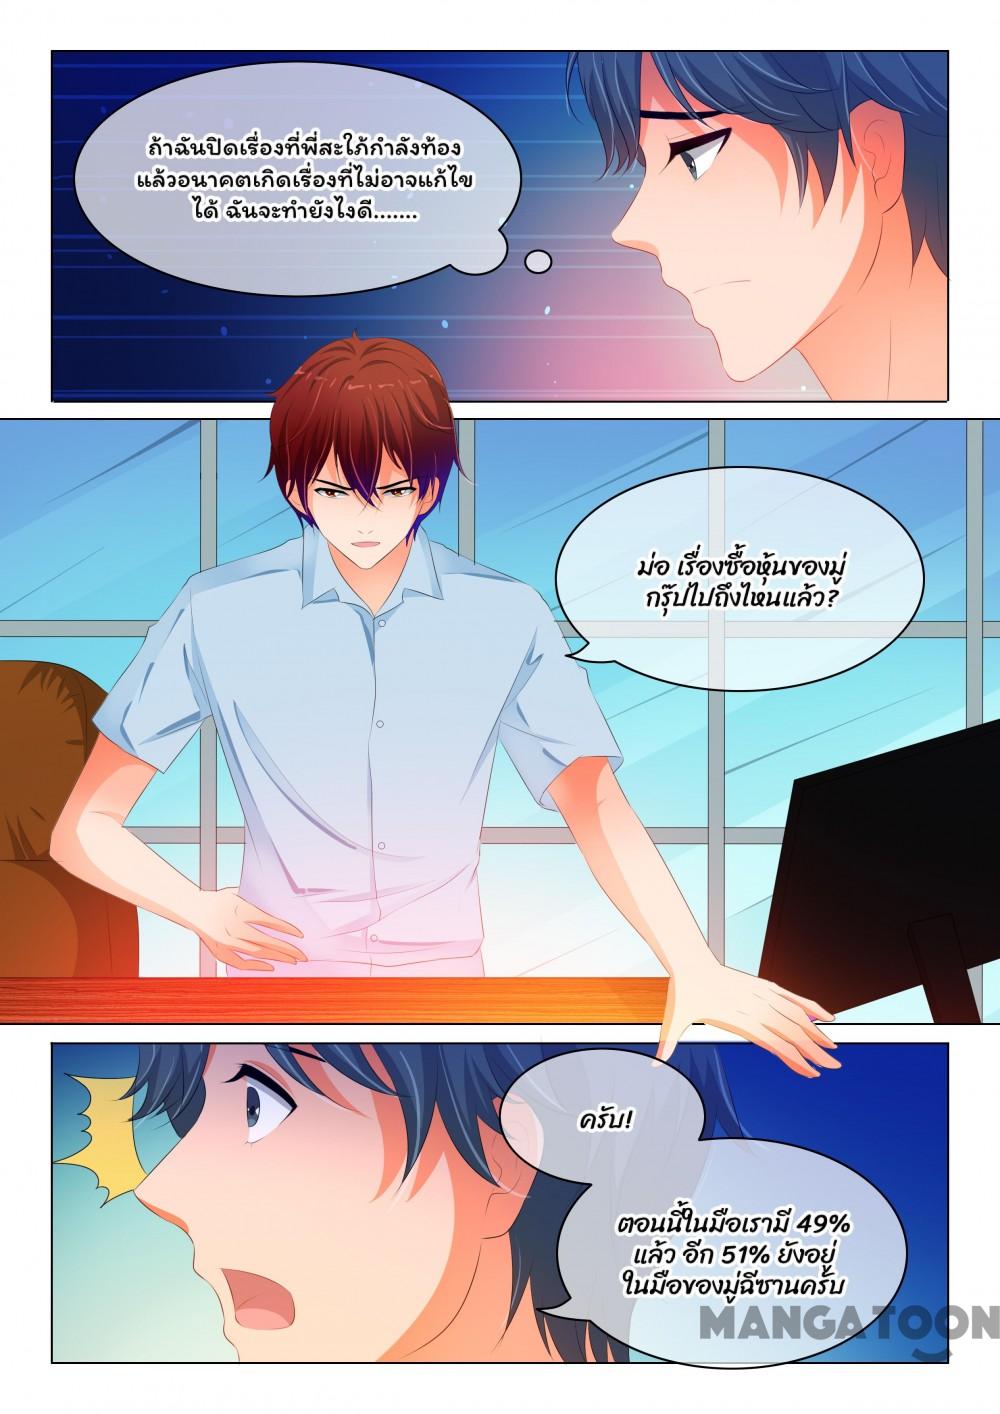 ถ้าฉันปิดเรื่องที่พี่สะใภ้กำลังท้อง
แล้วอนาคตเกิดเรื่องที่ไม่อาจแก้ไข
ได้ ฉันจะทำยังไงดี.......
ม่อ เรื่องซื้อหุ้นของมู่
กรุ๊ปไปถึงไหนแล้ว?
ครับ!
ตอนนี้ในมือเรามี 49%
แล้ว อีก 51% ยังอยู่
ในมือของมู่ฉีซานครับ
MANGATOON